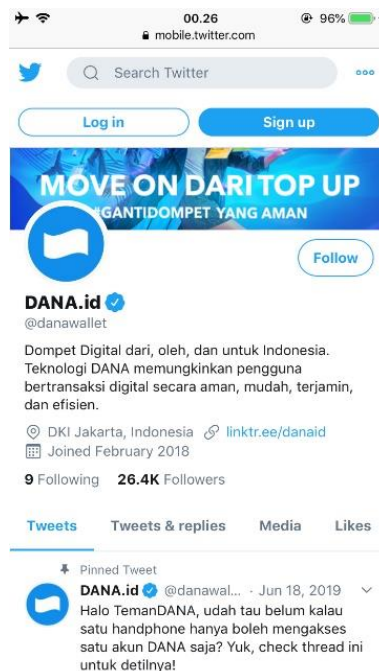 00.26
96%
mobile.twitter.com
Search Twitter
Log in
Sign up
MOVE ON DARI TOP UP
#GANTIDOMPET YANG AMAN
Follow
DANA.id
@danawallet
Dompet Digital dari, oleh, dan untuk Indonesia.
Teknologi DANA memungkinkan pengguna
bertransaksi digital secara aman, mudah, terjamin,
dan efisien.
DKI Jakarta, Indonesia linktr.ee/danaid
Joined February 2018
9 Following 26.4K Followers
Tweets Tweets & replies Media Likes
Pinned Tweet
DANA.id @danawal... · Jun 18, 2019
Halo TemanDANA, udah tau belum kalau
satu handphone hanya boleh mengakses
satu akun DANA saja? Yuk, check thread ini
untuk detilnya!